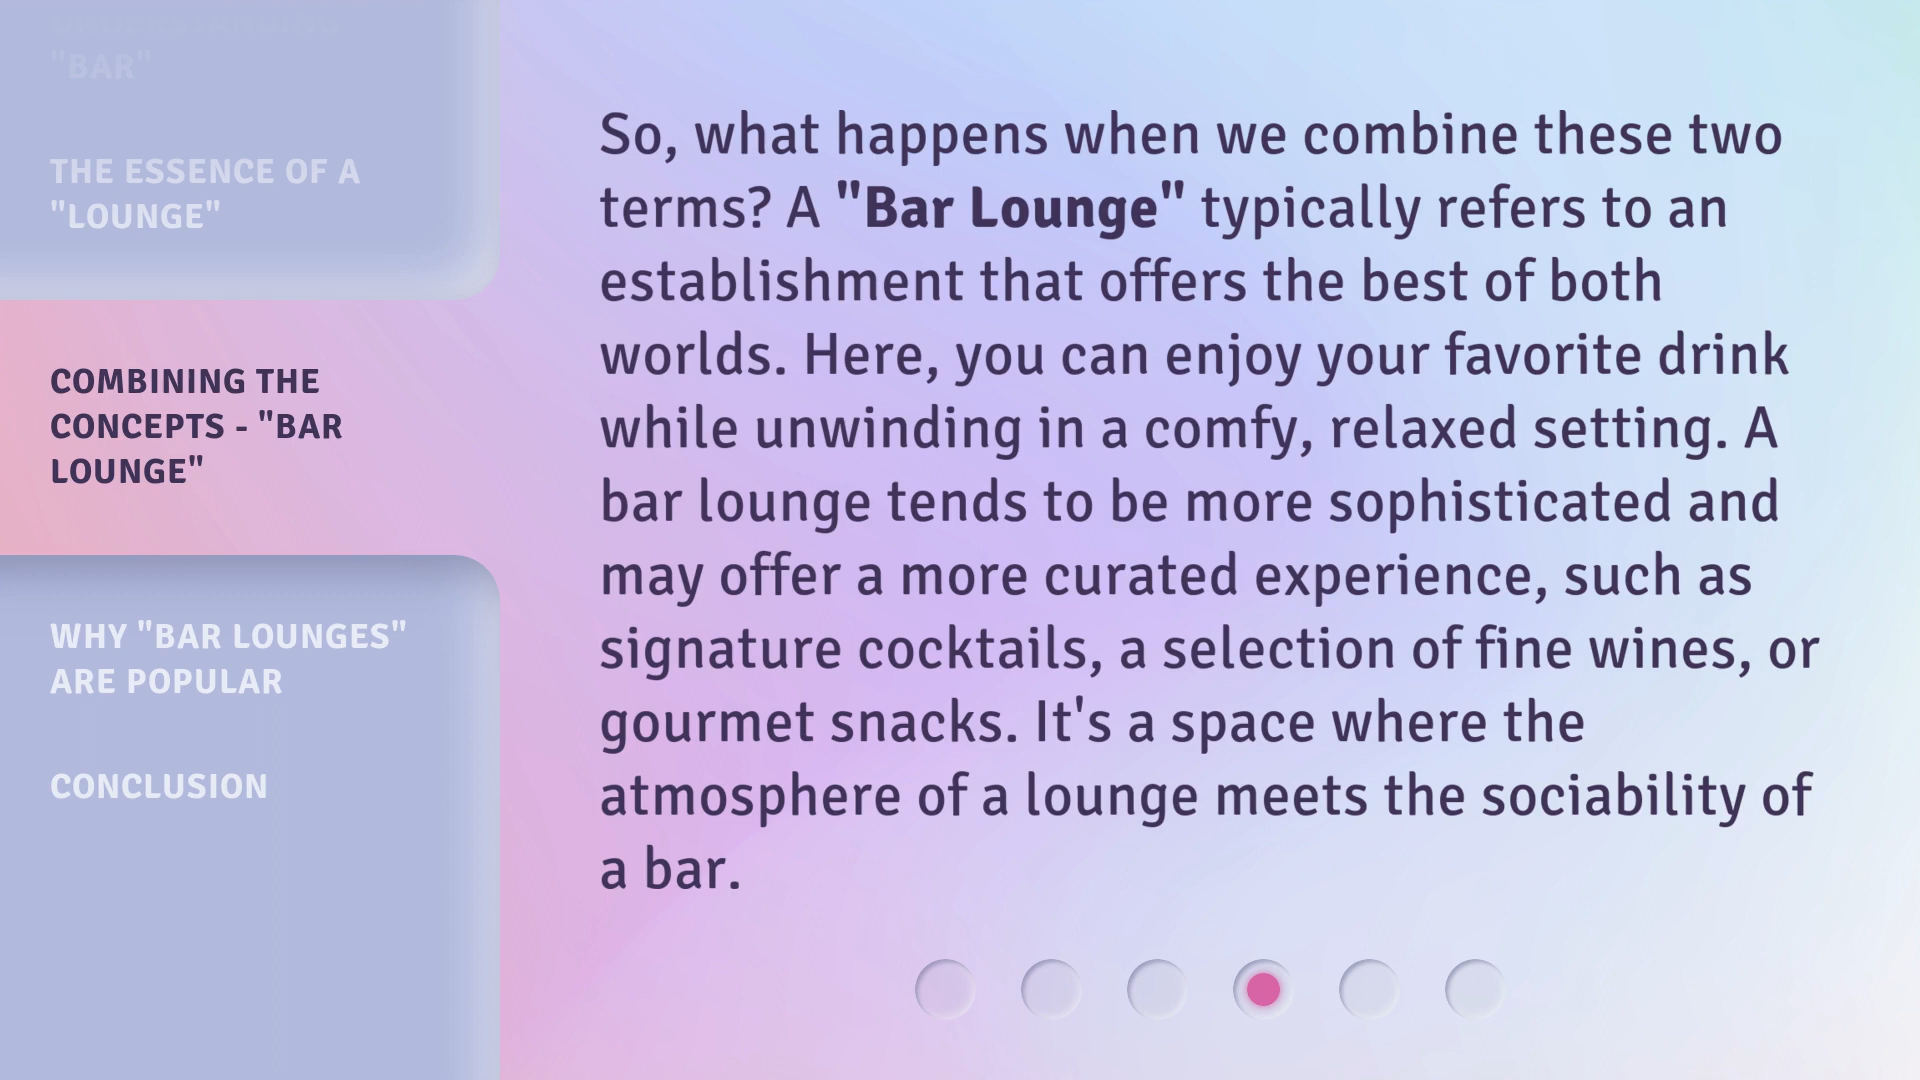 "BAR"
THE ESSENCE OF A
"LOUNGE"
COMBINING THE
CONCEPTS - "BAR
LOUNGE"
WHY "BAR LOUNGES"
ARE POPULAR
CONCLUSION
So, what happens when we combine these two
terms? A "Bar Lounge" typically refers to an
establishment that offers the best of both
worlds. Here, you can enjoy your favorite drink
while unwinding in a comfy, relaxed setting. A
bar lounge tends to be more sophisticated and
may offer a more curated experience, such as
signature cocktails, a selection of fine wines, or
gourmet snacks. It's a space where the
atmosphere of a lounge meets the sociability of
a bar.